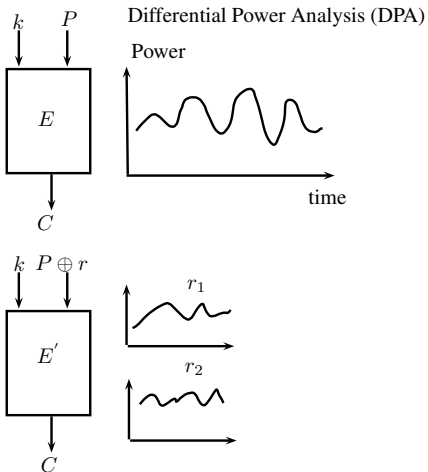 Differential Power Analysis (DPA)
k P
Power
E
time
C
k P ⊕ r
r₁
E′
r₂
C